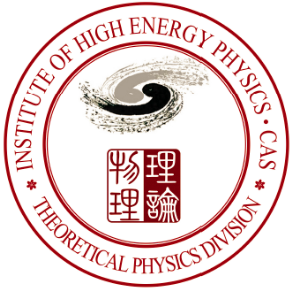 INSTITUTE OF HIGH ENERGY PHYSICS · CAS
THEORETICAL PHYSICS DIVISION
理論
物理